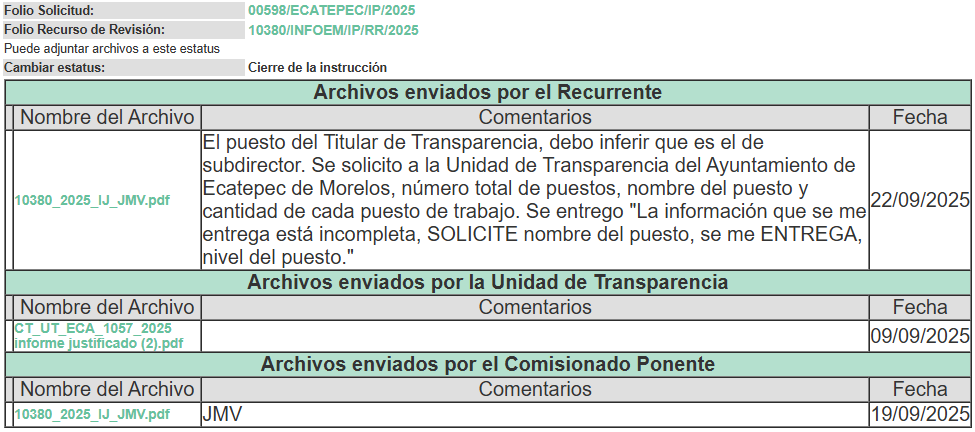 Folio Solicitud: 00598/ECATEPEC/IP/2025
Folio Recurso de Revisión: 10380/INFOEM/IP/RR/2025
Puede adjuntar archivos a este estatus
Cambiar estatus: Cierre de la instrucción
Archivos enviados por el Recurrente
Nombre del Archivo Comentarios Fecha
El puesto del Titular de Transparencia, debo inferir que es el de
subdirector. Se solicito a la Unidad de Transparencia del Ayuntamiento de
Ecatepec de Morelos, número total de puestos, nombre del puesto y
10380_2025_IJ_JMV.pdf cantidad de cada puesto de trabajo. Se entrego "La información que se me 22/09/2025
entrega está incompleta, SOLICITE nombre del puesto, se me ENTREGA,
nivel del puesto."
Archivos enviados por la Unidad de Transparencia
Nombre del Archivo Comentarios Fecha
CT_UT_ECA_1057_2025
informe justificado (2).pdf 09/09/2025
Archivos enviados por el Comisionado Ponente
Nombre del Archivo Comentarios Fecha
10380_2025_IJ_JMV.pdf JMV 19/09/2025